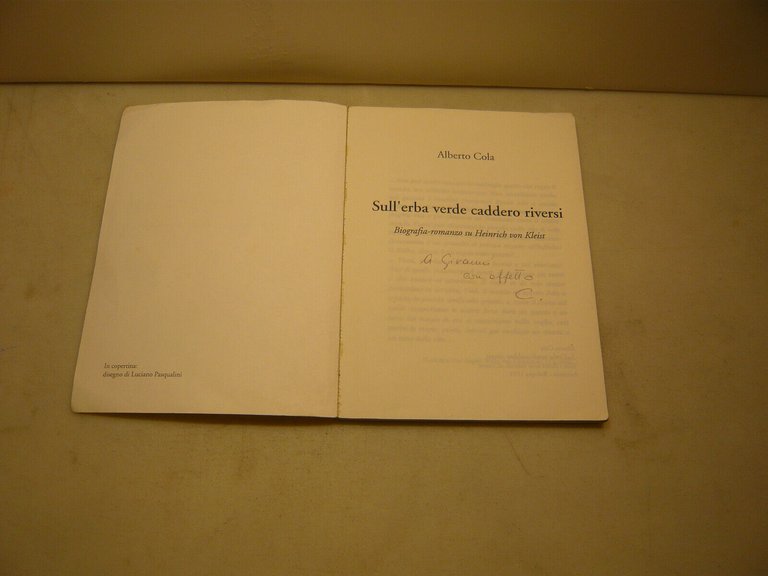 In copertina:
disegno di Luciano Pasqualini
Alberto Cola
Sull'erba verde caddero riversi
Biografia-romanzo su Heinrich von Kleist
A Giovanni
con affetto
C.